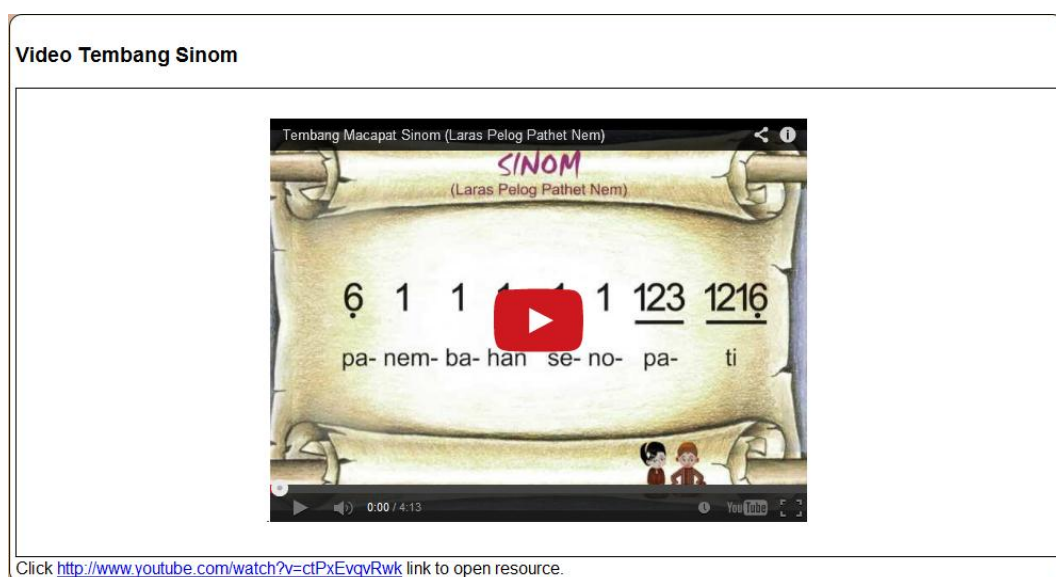 Video Tembang Sinom
Tembang Macapat Sinom (Laras Pelog Pathet Nem)
SINOM
(Laras Pelog Pathet Nem)
6̣ 1 1 1 1 1 123 1216̣
pa- nem- ba- han se- no- pa- ti
0:00 / 4:13
YouTube
Click http://www.youtube.com/watch?v=ctPxEvqvRwk link to open resource.